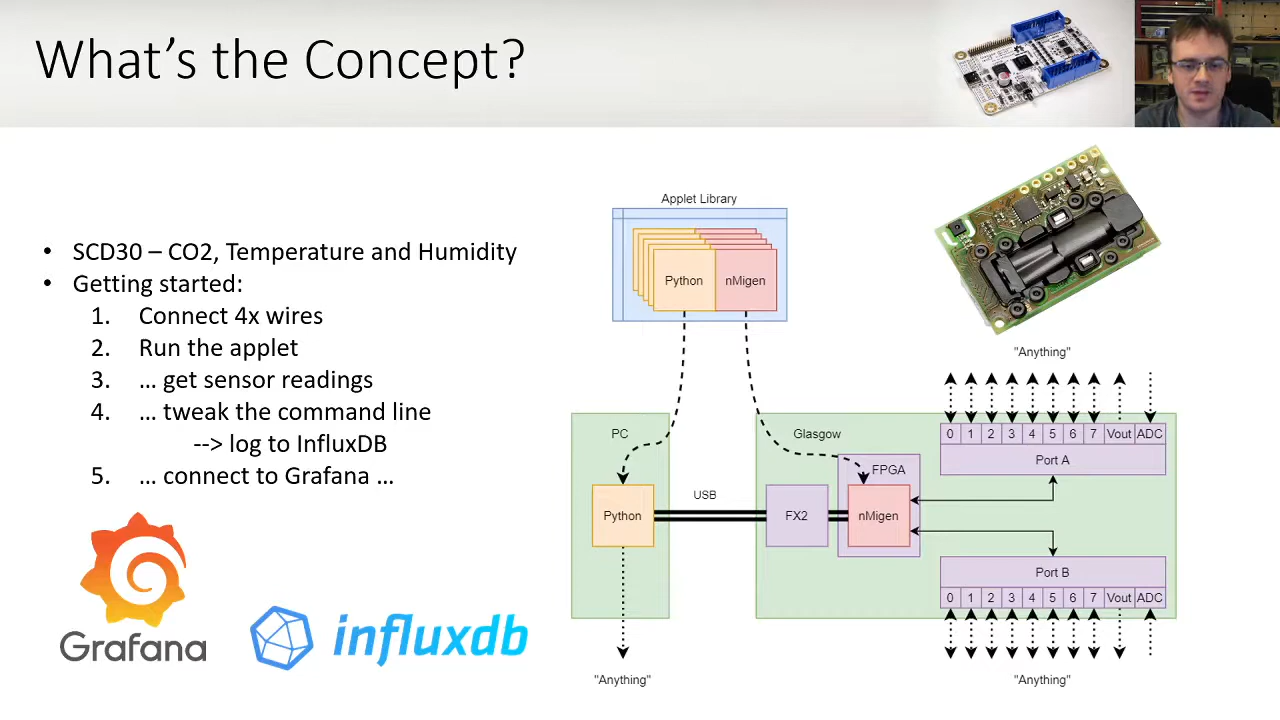 What's the Concept?
• SCD30 – CO2, Temperature and Humidity
• Getting started:
1. Connect 4x wires
2. Run the applet
3. … get sensor readings
4. … tweak the command line
--> log to InfluxDB
5. … connect to Grafana …
Grafana
influxdb
Applet Library
Python nMigen
"Anything"
PC
Glasgow
0 1 2 3 4 5 6 7 Vout ADC
Port A
FPGA
USB
Python
FX2
nMigen
Port B
0 1 2 3 4 5 6 7 Vout ADC
"Anything"
"Anything"